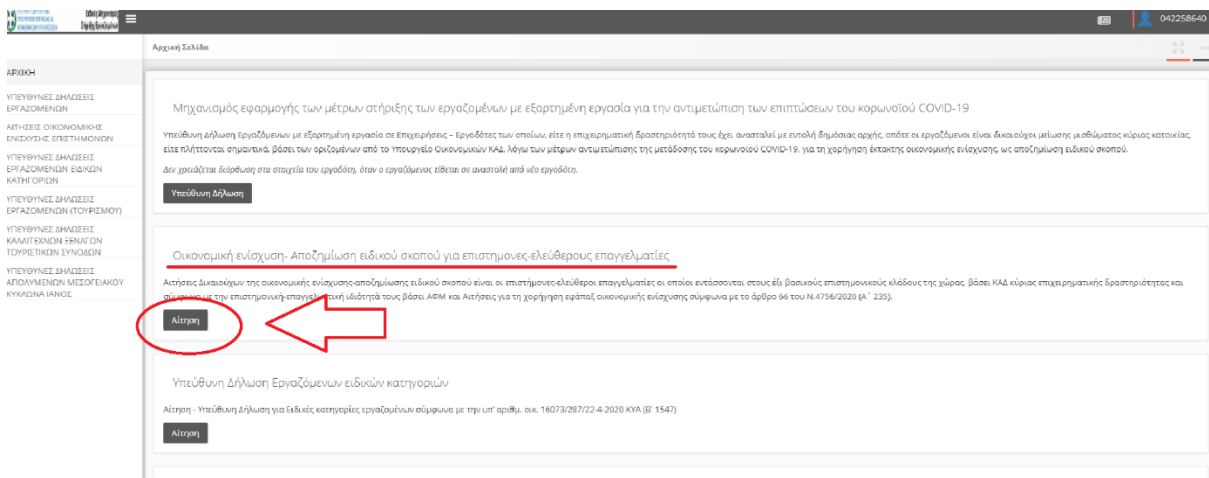 042258640
Αρχική Σελίδα
ΑΡΧΙΚΗ
ΥΠΕΥΘΥΝΕΣ ΔΗΛΩΣΕΙΣ
ΕΡΓΑΖΟΜΕΝΩΝ
ΑΙΤΗΣΕΙΣ ΟΙΚΟΝΟΜΙΚΗΣ
ΕΝΙΣΧΥΣΗΣ ΕΠΙΣΤΗΜΟΝΩΝ
ΥΠΕΥΘΥΝΕΣ ΔΗΛΩΣΕΙΣ
ΕΡΓΑΖΟΜΕΝΩΝ ΕΙΔΙΚΩΝ
ΚΑΤΗΓΟΡΙΩΝ
ΥΠΕΥΘΥΝΕΣ ΔΗΛΩΣΕΙΣ
ΕΡΓΑΖΟΜΕΝΩΝ (ΤΟΥΡΙΣΜΟΥ)
ΥΠΕΥΘΥΝΕΣ ΔΗΛΩΣΕΙΣ
ΚΑΛΛΙΤΕΧΝΩΝ ΞΕΝΑΓΩΝ
ΤΟΥΡΙΣΤΙΚΩΝ ΣΥΝΟΔΩΝ
ΥΠΕΥΘΥΝΕΣ ΔΗΛΩΣΕΙΣ
ΑΠΟΛΥΜΕΝΩΝ ΜΕΣΟΓΕΙΑΚΟΥ
ΚΥΚΛΩΝΑ ΙΑΝΟΣ
Μηχανισμός εφαρμογής των μέτρων στήριξης των εργαζομένων με εξαρτημένη εργασία για την αντιμετώπιση των επιπτώσεων του κορωνοϊού COVID-19
Υπεύθυνη Δήλωση Εργαζόμενων με εξαρτημένη εργασία σε Επιχειρήσεις – Εργοδότες των οποίων, είτε η επιχειρηματική δραστηριότητά τους έχει ανασταλεί με εντολή δημόσιας αρχής, οπότε οι εργαζόμενοι είναι δικαιούχοι μείωσης μισθώματος κύριας κατοικίας,
είτε πλήττονται σημαντικά, βάσει των οριζομένων από το Υπουργείο Οικονομικών ΚΑΔ, λόγω των μέτρων αντιμετώπισης της μετάδοσης του κορωνοϊού COVID-19, για τη χορήγηση έκτακτης οικονομικής ενίσχυσης, ως αποζημίωση ειδικού σκοπού.
Δεν χρειάζεται διόρθωση στα στοιχεία του εργοδότη, όταν ο εργαζόμενος τίθεται σε αναστολή από νέο εργοδότη.
Υπεύθυνη Δήλωση
Οικονομική ενίσχυση- Αποζημίωση ειδικού σκοπού για επιστημονες-ελεύθερους επαγγελματίες
Αιτήσεις Δικαιούχων της οικονομικής ενίσχυσης-αποζημίωσης ειδικού σκοπού είναι οι επιστήμονες-ελεύθεροι επαγγελματίες οι οποίοι εντάσσονται στους έξι βασικούς επιστημονικούς κλάδους της χώρας, βάσει ΚΑΔ κύριας επιχειρηματικής δραστηριότητας και
σύμφωνα με την επιστημονική-επαγγελματική ιδιότητά τους βάσει ΑΦΜ και Αιτήσεις για τη χορήγηση εφάπαξ οικονομικής ενίσχυσης σύμφωνα με το άρθρο 66 του Ν.4756/2020 (Α΄ 235).
Αίτηση
Υπεύθυνη Δήλωση Εργαζόμενων ειδικών κατηγοριών
Αίτηση - Υπεύθυνη Δήλωση για Ειδικές κατηγορίες εργαζομένων σύμφωνα με την υπ' αριθμ. οικ. 16073/287/22-4-2020 ΚΥΑ (Β' 1547)
Αίτηση